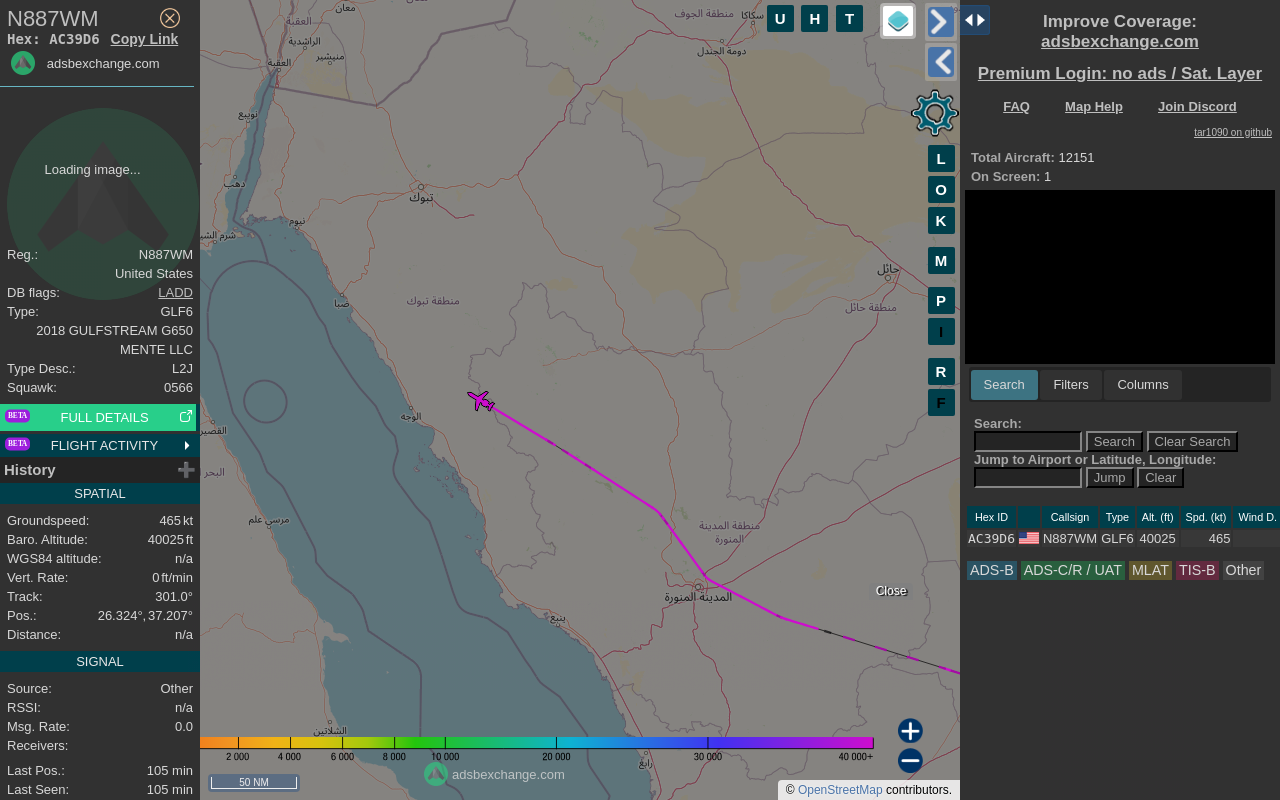 N887WM
Hex: AC39D6 Copy Link
adsbexchange.com
Loading image...
Reg.: N887WM
United States
DB flags: LADD
Type: GLF6
2018 GULFSTREAM G650
MENTE LLC
Type Desc.: L2J
Squawk: 0566
BETA FULL DETAILS
BETA FLIGHT ACTIVITY
History
SPATIAL
Groundspeed: 465 kt
Baro. Altitude: 40025 ft
WGS84 altitude: n/a
Vert. Rate: 0 ft/min
Track: 301.0°
Pos.: 26.324°, 37.207°
Distance: n/a
SIGNAL
Source: Other
RSSI: n/a
Msg. Rate: 0.0
Receivers:
Last Pos.: 105 min
Last Seen: 105 min
معان
منطقة الجوف
سكاكا
العقبة
الراشدية
منيشير
العقبة
دومة الجندل
نويبع
دهب
تبوك
نيوم
شرم الشي
حائل
ضبا
منطقة تبوك
منطقة حائل
الوجه
القصير
البحر ا
مرسى علم
منطقة المدينة
المنورة
المدينة المنورة
ينبع
الشلاتين
رابغ
U H T
L
O
K
M
P
I
R
F
Close
2 000 4 000 6 000 8 000 10 000 20 000 30 000 40 000+
adsbexchange.com
50 NM
© OpenStreetMap contributors.
Improve Coverage:
adsbexchange.com
Premium Login: no ads / Sat. Layer
FAQ Map Help Join Discord
tar1090 on github
Total Aircraft: 12151
On Screen: 1
Search Filters Columns
Search:
Search Clear Search
Jump to Airport or Latitude, Longitude:
Jump Clear
Hex ID Callsign Type Alt. (ft) Spd. (kt) Wind D.
AC39D6 N887WM GLF6 40025 465
ADS-B ADS-C/R / UAT MLAT TIS-B Other